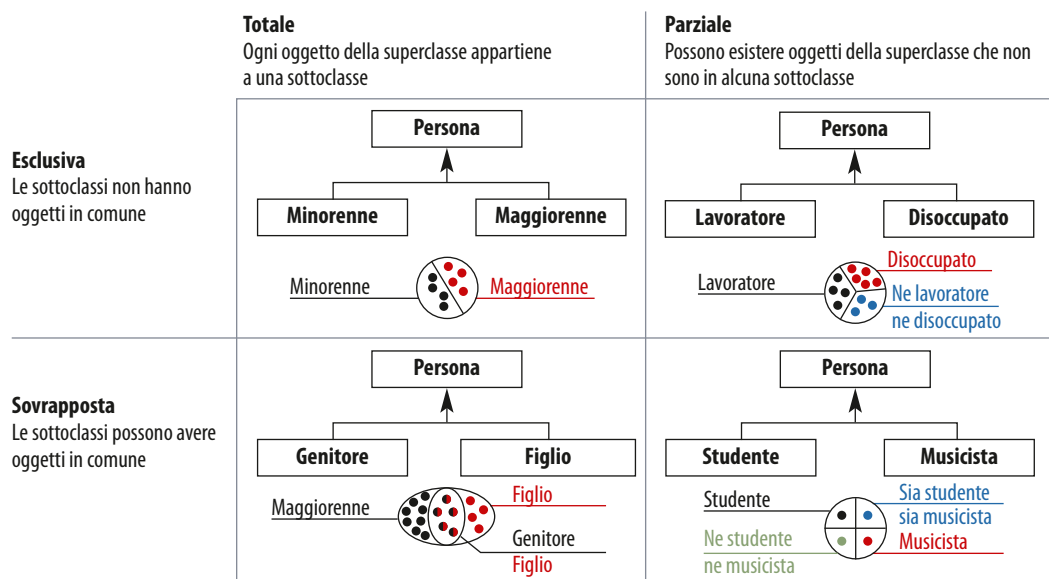 Totale
Ogni oggetto della superclasse appartiene
a una sottoclasse
Parziale
Possono esistere oggetti della superclasse che non
sono in alcuna sottoclasse
Esclusiva
Le sottoclassi non hanno
oggetti in comune
Persona
Minorenne
Maggiorenne
Minorenne
Maggiorenne
Persona
Lavoratore
Disoccupato
Lavoratore
Disoccupato
Ne lavoratore
ne disoccupato
Sovrapposta
Le sottoclassi possono avere
oggetti in comune
Persona
Genitore
Figlio
Maggiorenne
Figlio
Genitore
Figlio
Persona
Studente
Musicista
Studente
Sia studente
sia musicista
Ne studente
ne musicista
Musicista